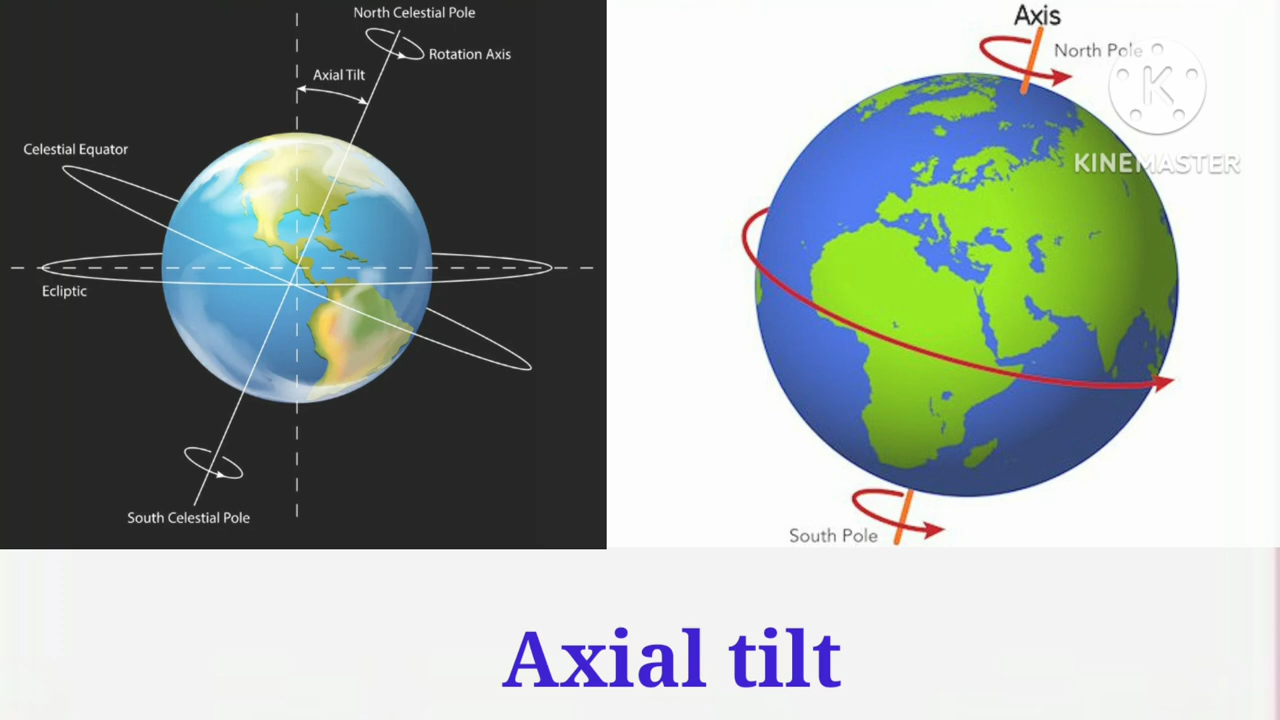 North Celestial Pole
Rotation Axis
Axial Tilt
Celestial Equator
Ecliptic
South Celestial Pole
Axis
North Pole
K
KINEMASTER
South Pole
Axial tilt